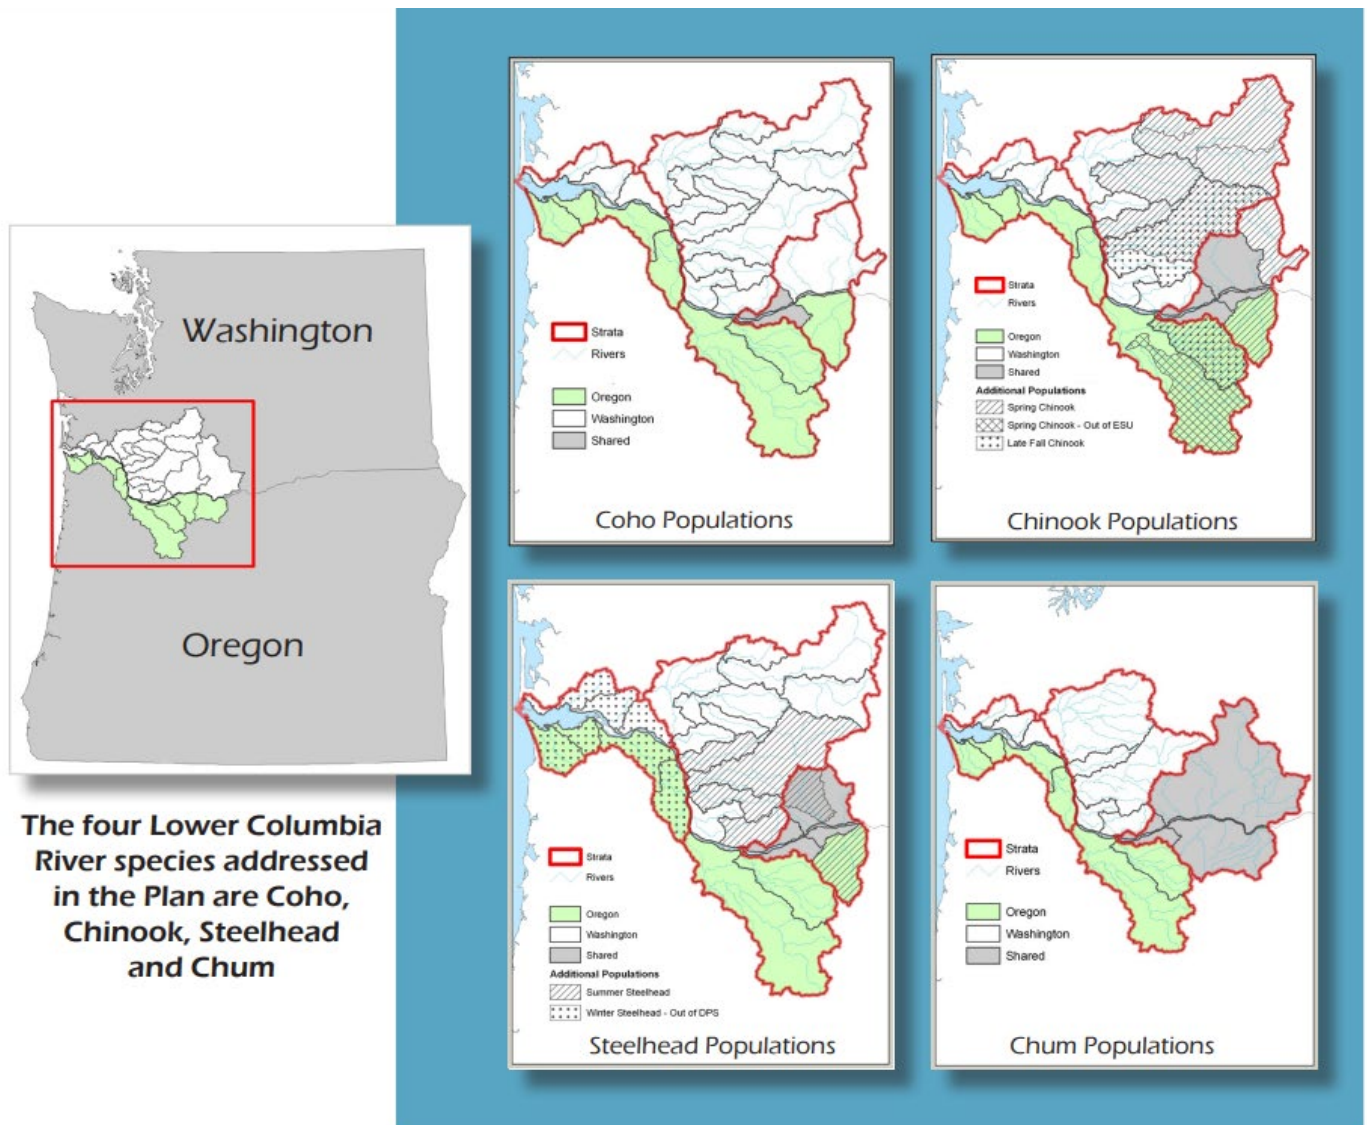 Washington
Oregon
The four Lower Columbia
River species addressed
in the Plan are Coho,
Chinook, Steelhead
and Chum
Strata
Rivers
Oregon
Washington
Shared
Coho Populations
Strata
Rivers
Oregon
Washington
Shared
Additional Populations
Spring Chinook
Spring Chinook - Out of ESU
Late Fall Chinook
Chinook Populations
Strata
Rivers
Oregon
Washington
Shared
Additional Populations
Summer Steelhead
Winter Steelhead - Out of DPS
Steelhead Populations
Strata
Rivers
Oregon
Washington
Shared
Chum Populations